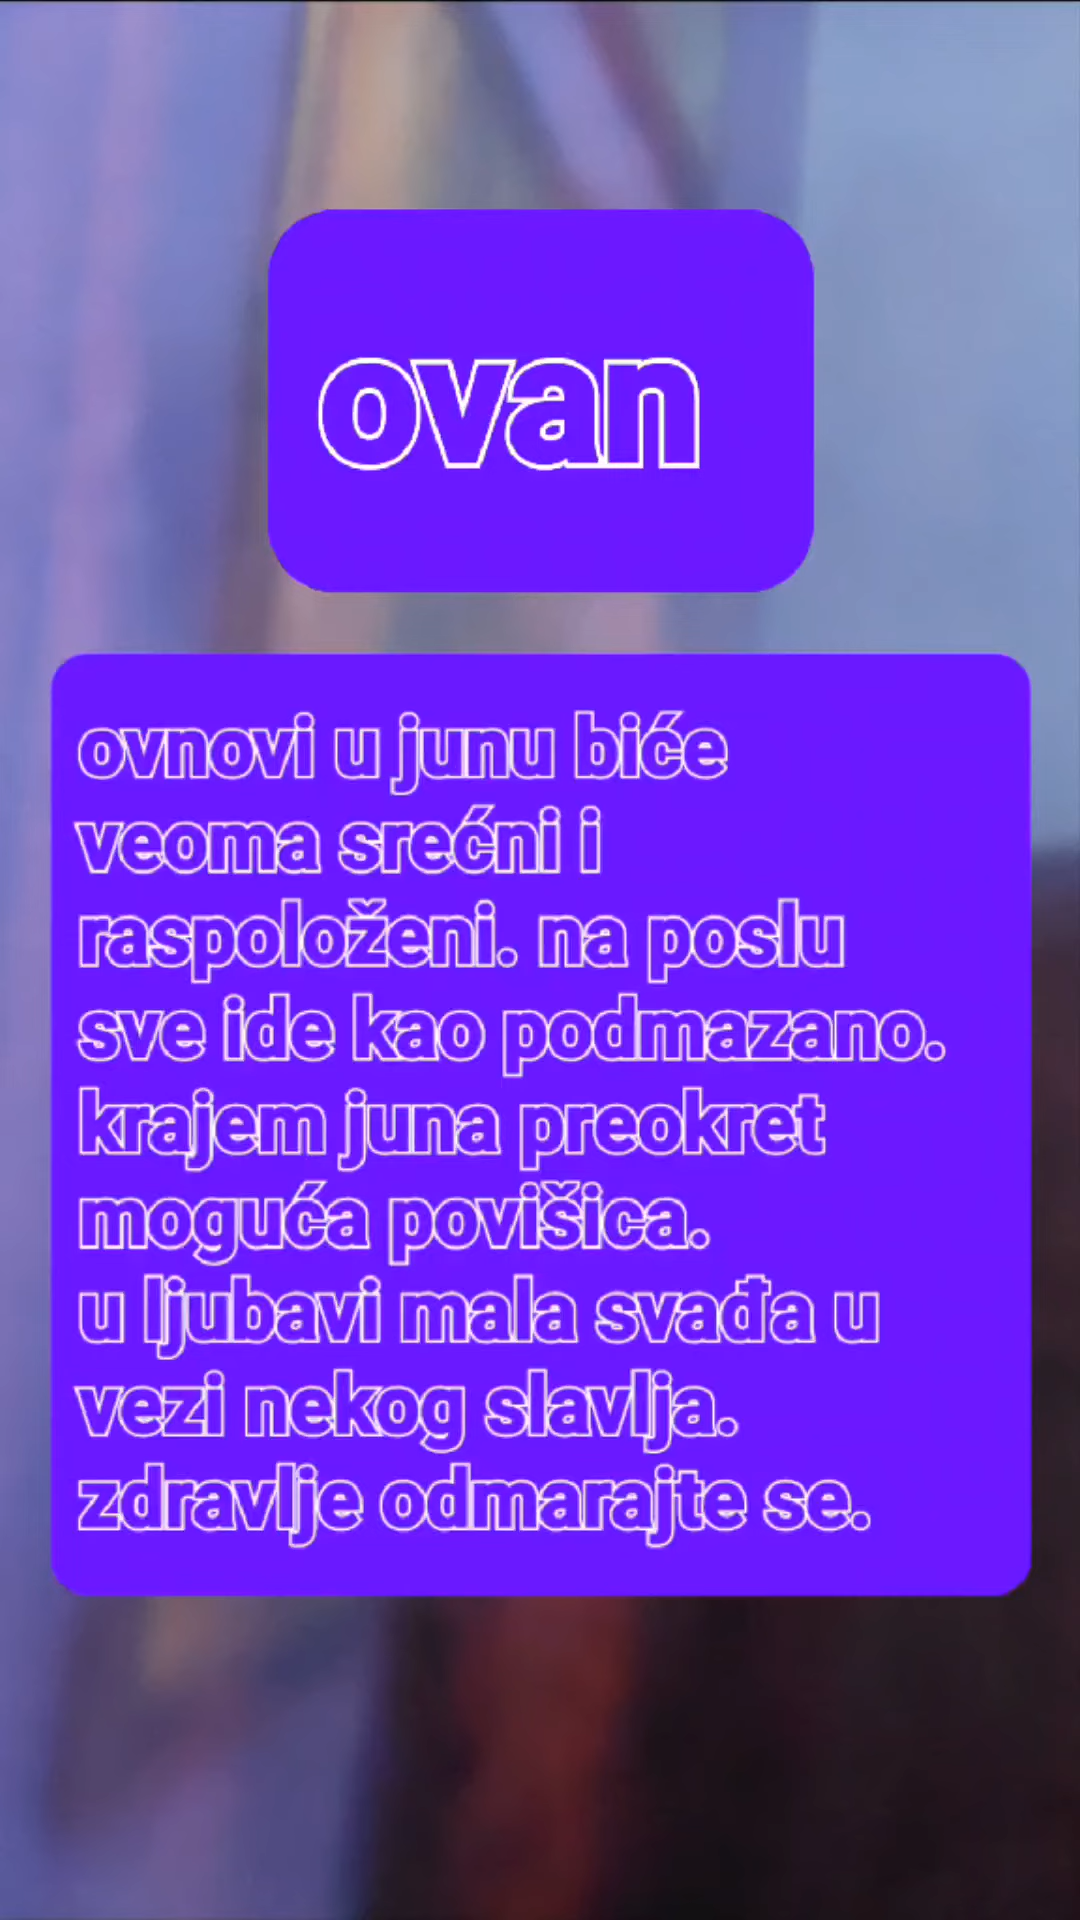 ovan
ovnovi u junu biće
veoma srećni i
raspoloženi. na poslu
sve ide kao podmazano.
krajem juna preokret
moguća povišica.
u ljubavi mala svađa u
vezi nekog slavlja.
zdravlje odmarajte se.